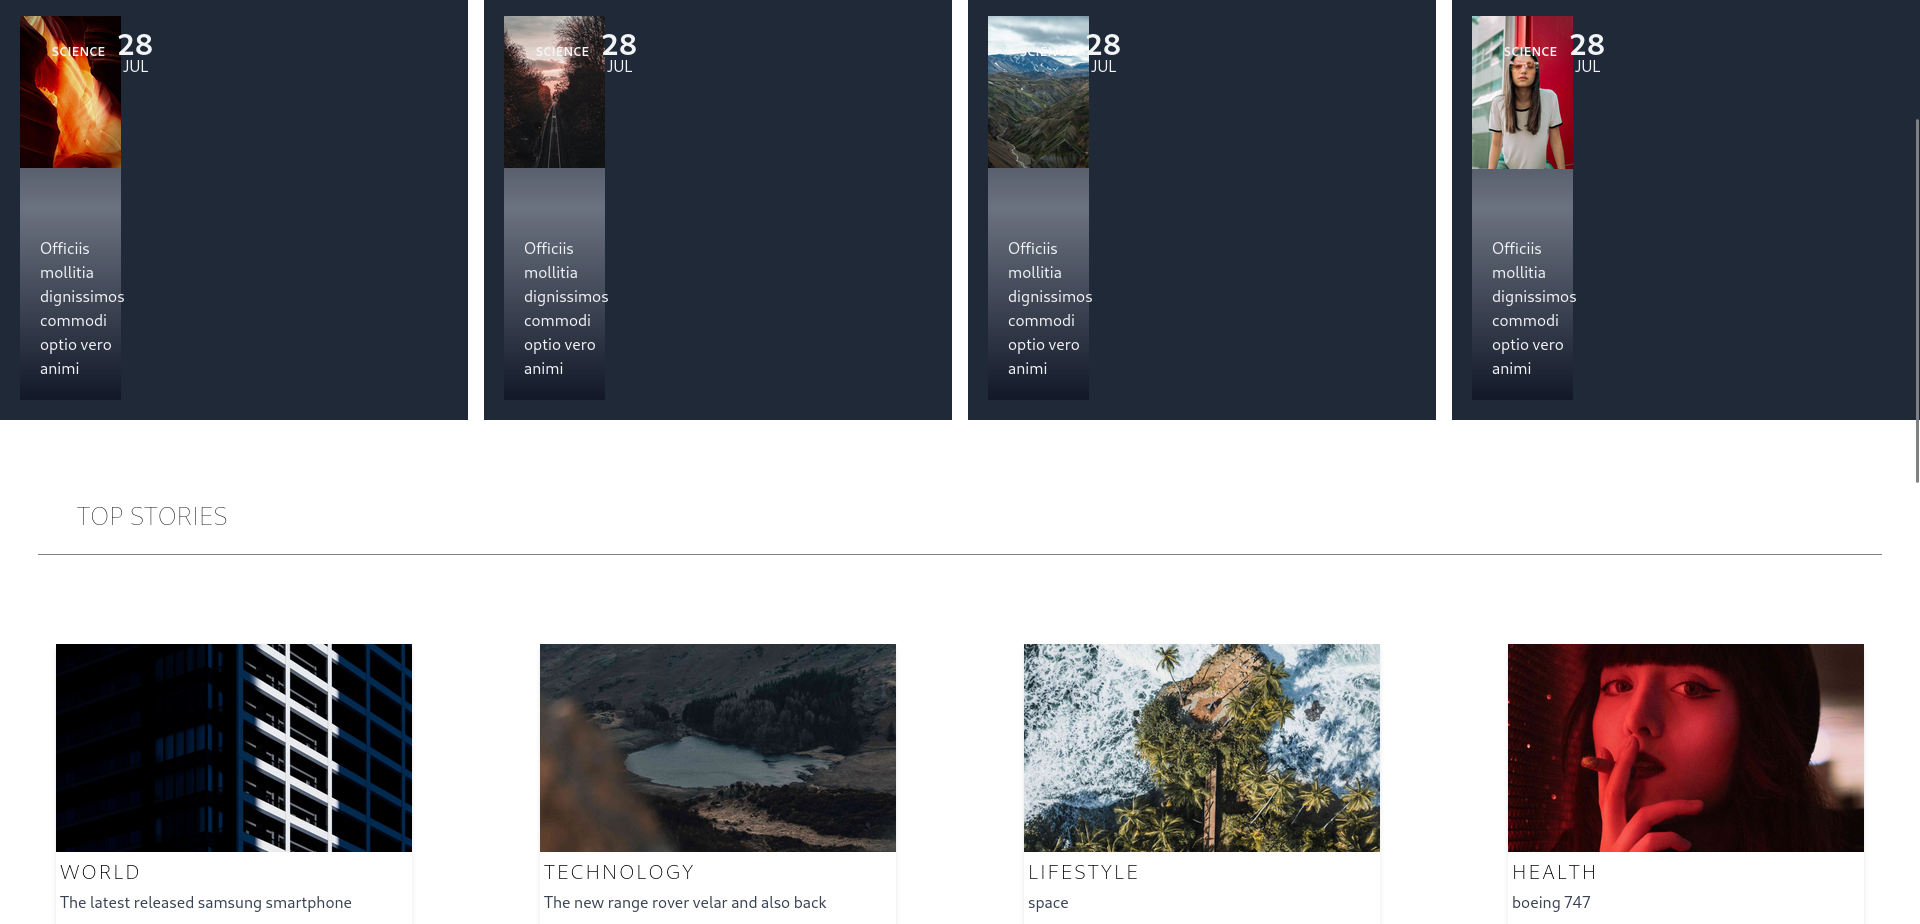 SCIENCE 28
JUL
Officiis
mollitia
dignissimos
commodi
optio vero
animi
SCIENCE 28
JUL
Officiis
mollitia
dignissimos
commodi
optio vero
animi
SCIENCE 28
JUL
Officiis
mollitia
dignissimos
commodi
optio vero
animi
SCIENCE 28
JUL
Officiis
mollitia
dignissimos
commodi
optio vero
animi
TOP STORIES
WORLD
The latest released samsung smartphone
TECHNOLOGY
The new range rover velar and also back
LIFESTYLE
space
HEALTH
boeing 747